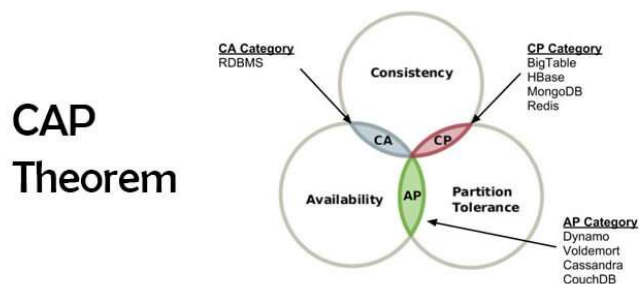 CAP
Theorem
CA Category
RDBMS
Consistency
CP Category
BigTable
HBase
MongoDB
Redis
CA
CP
Availability
AP
Partition
Tolerance
AP Category
Dynamo
Voldemort
Cassandra
CouchDB